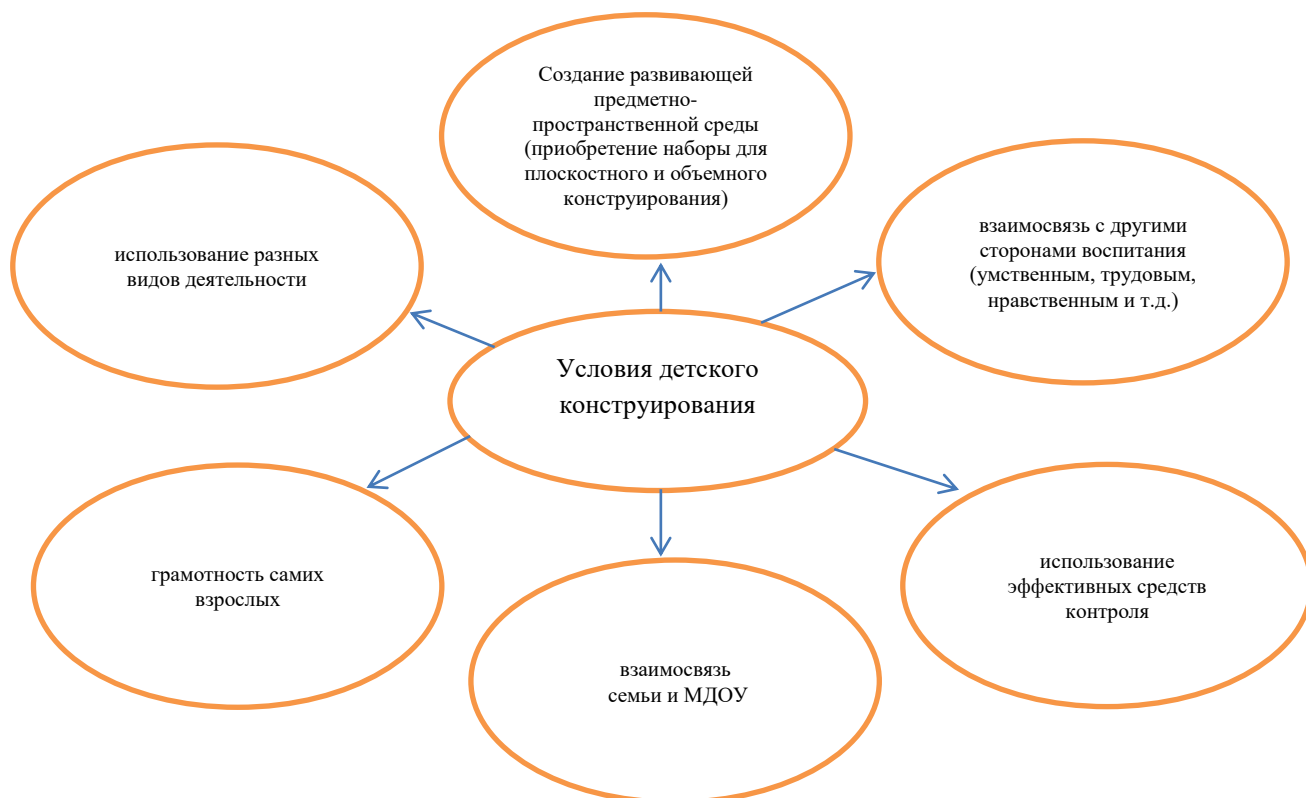 Создание развивающей
предметно-
пространственной среды
(приобретение наборы для
плоскостного и объемного
конструирования)
использование разных
видов деятельности
взаимосвязь с другими
сторонами воспитания
(умственным, трудовым,
нравственным и т.д.)
Условия детского
конструирования
грамотность самих
взрослых
использование
эффективных средств
контроля
взаимосвязь
семьи и МДОУ